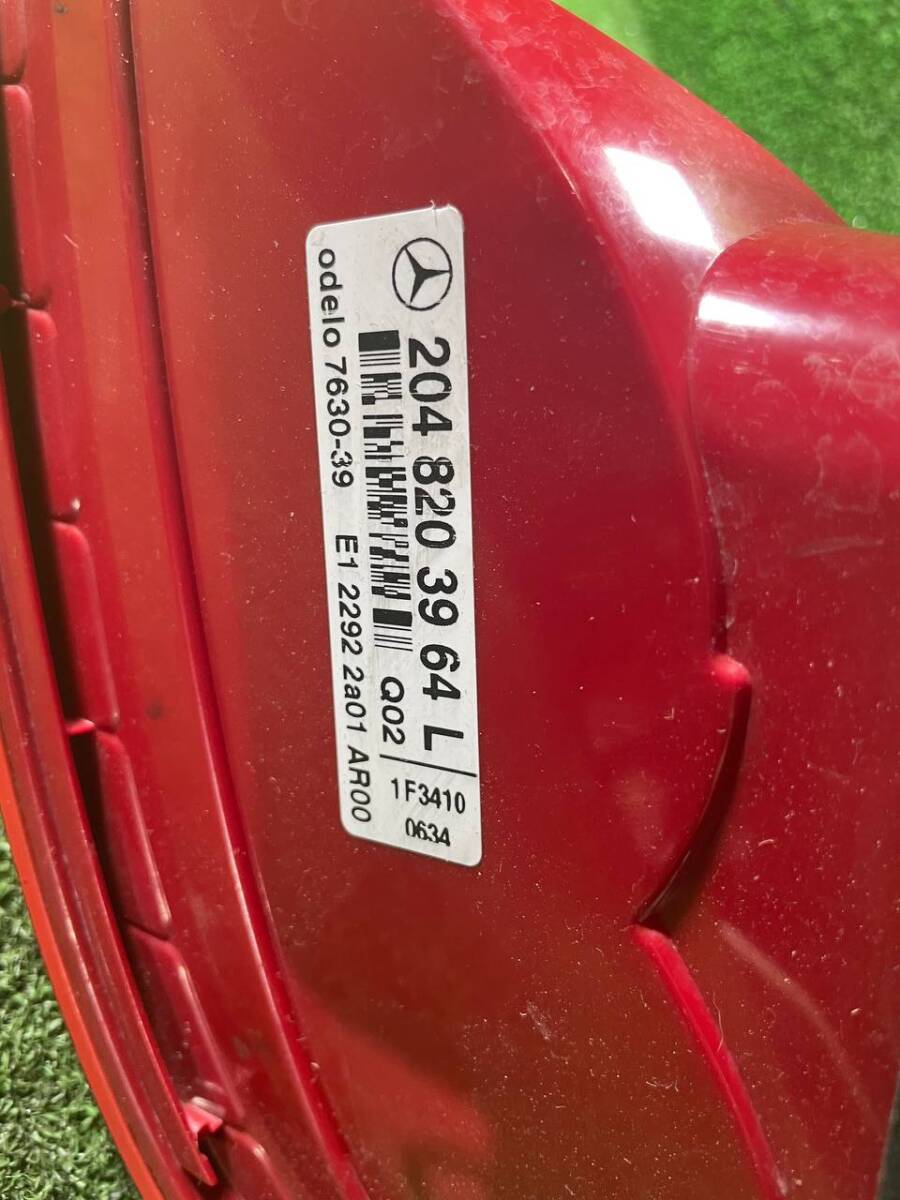 204 820 39 64 L
Q02
odelo 7630-39 E1 2292 2a01 AR00
1F3410
0634